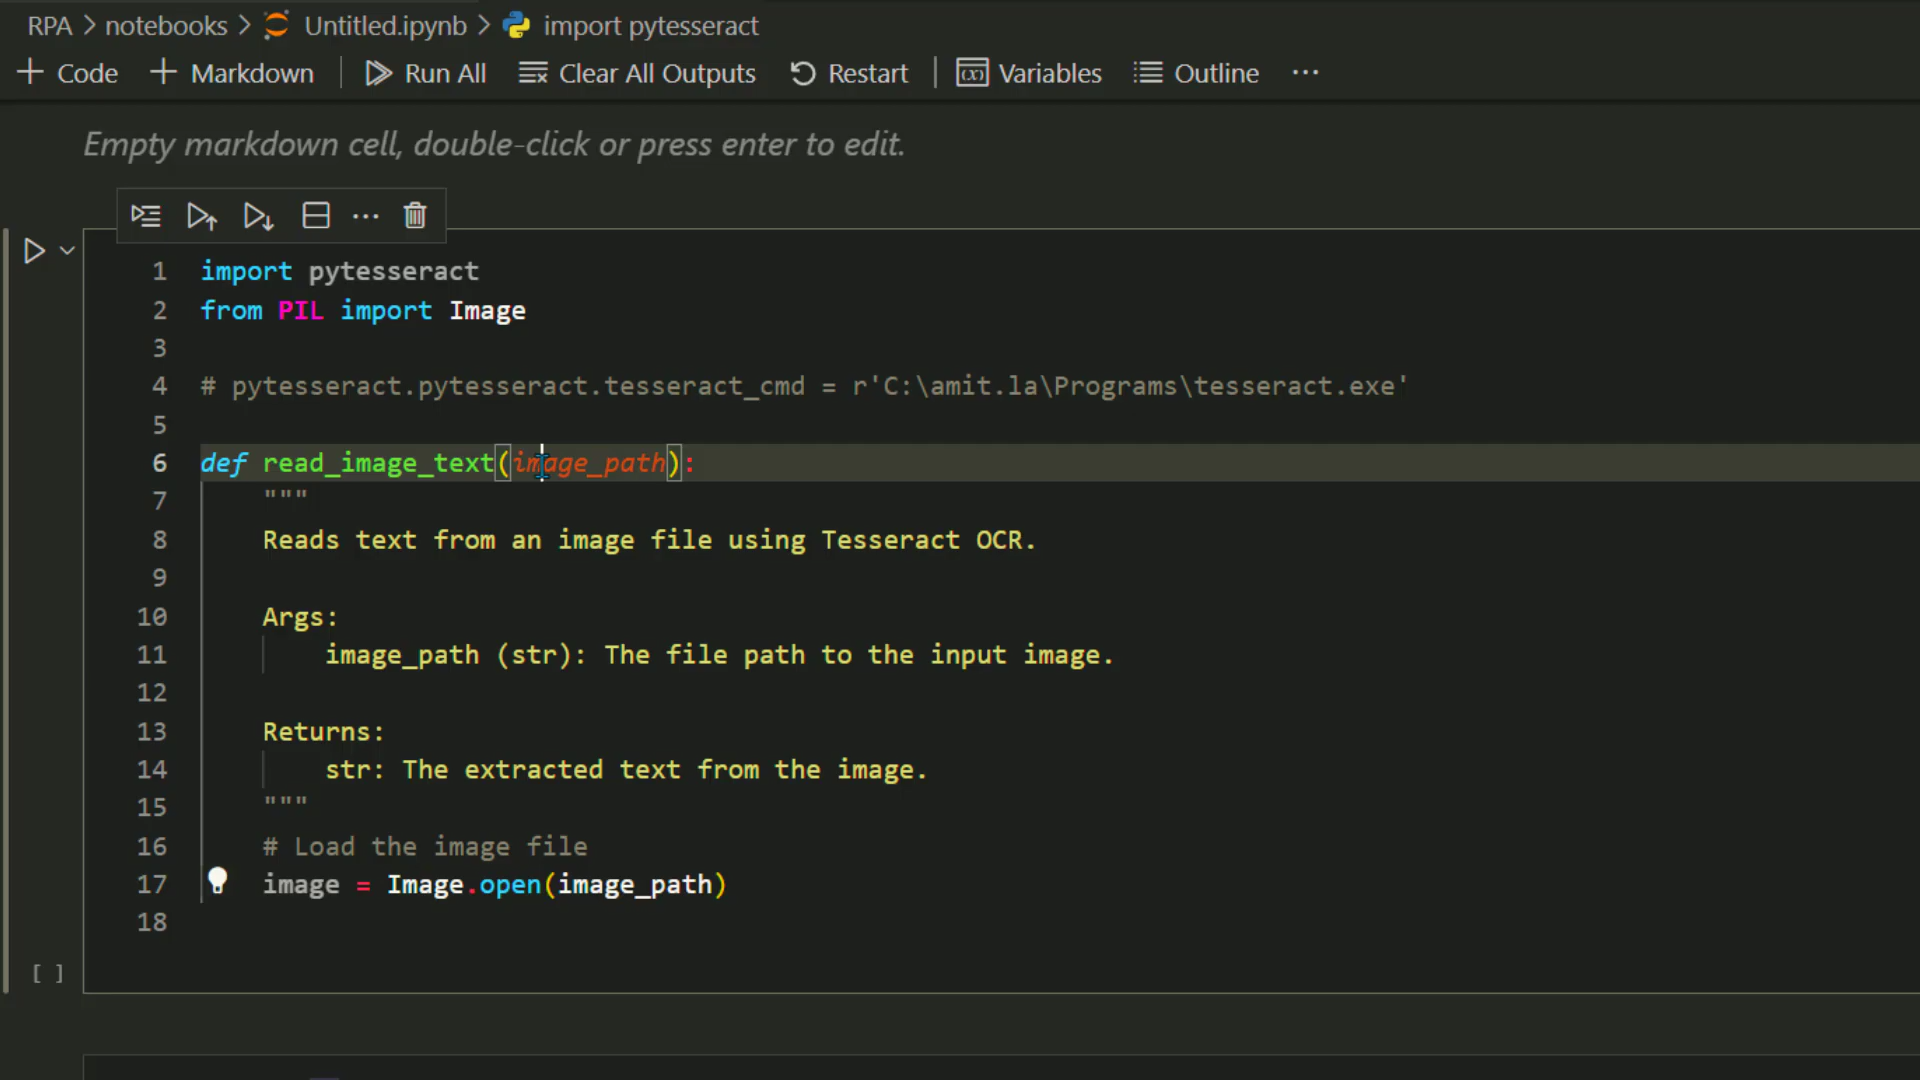 RPA > notebooks > Untitled.ipynb > import pytesseract
+ Code + Markdown | Run All Clear All Outputs Restart | Variables Outline ...
Empty markdown cell, double-click or press enter to edit.
1 import pytesseract
2 from PIL import Image
3
4 # pytesseract.pytesseract.tesseract_cmd = r'C:\amit.la\Programs\tesseract.exe'
5
6 def read_image_text(image_path):
7 """
8 Reads text from an image file using Tesseract OCR.
9
10 Args:
11 image_path (str): The file path to the input image.
12
13 Returns:
14 str: The extracted text from the image.
15 """
16 # Load the image file
17 image = Image.open(image_path)
18
[ ]